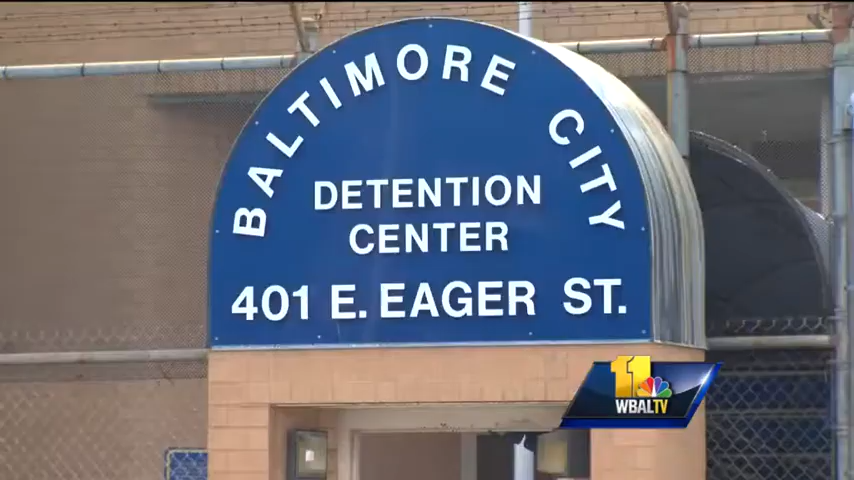 BALTIMORE CITY
DETENTION
CENTER
401 E. EAGER ST.
11
WBALTV